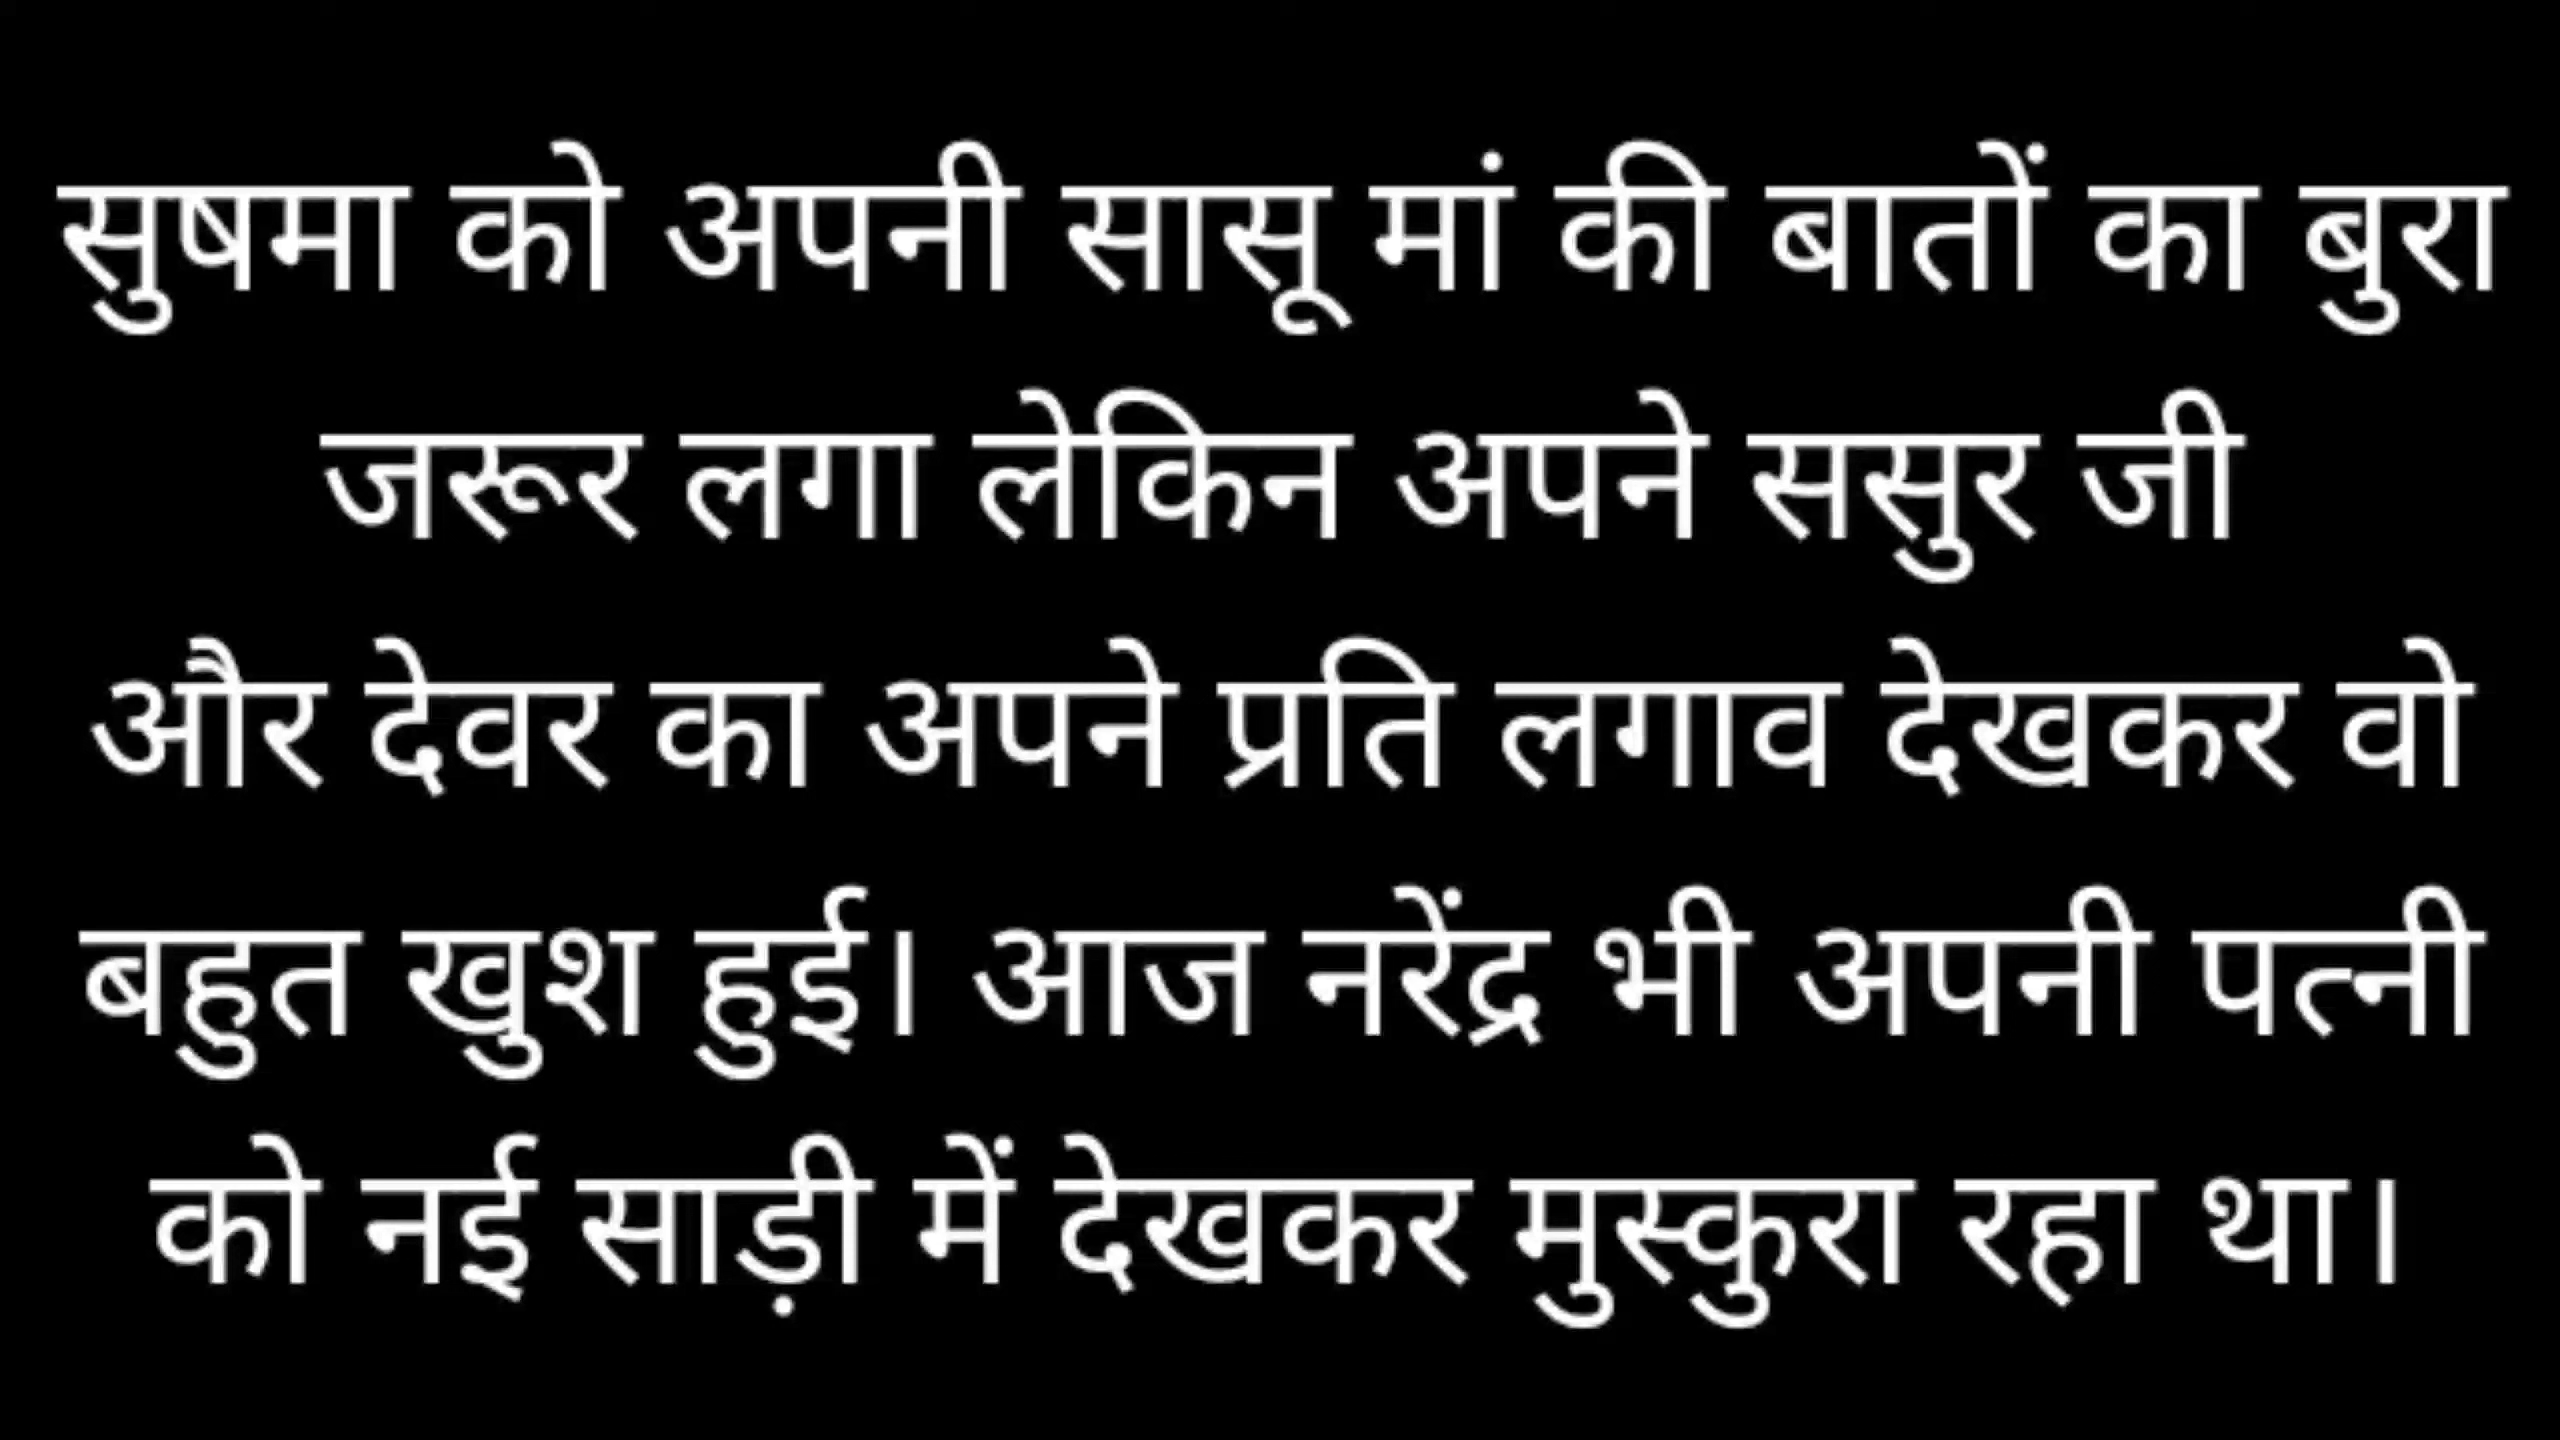 सुषमा को अपनी सासू मां की बातों का बुरा
जरूर लगा लेकिन अपने ससुर जी
और देवर का अपने प्रति लगाव देखकर वो
बहुत खुश हुई। आज नरेंद्र भी अपनी पत्नी
को नई साड़ी में देखकर मुस्कुरा रहा था।